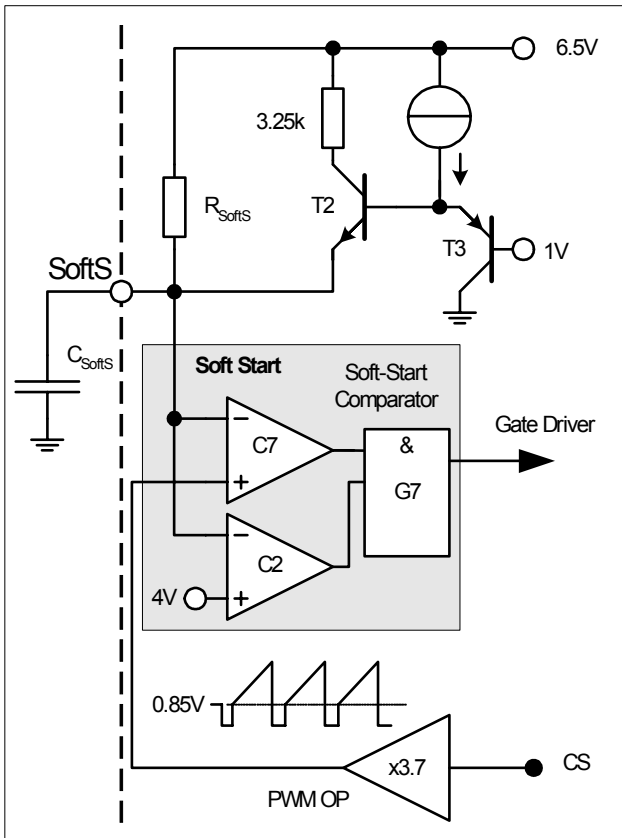 6.5V
3.25k
R_SoftS
T2
T3
1V
SoftS
C_SoftS
Soft Start
Soft-Start
Comparator
Gate Driver
−
C7
+
&
G7
−
C2
4V
+
0.85V
x3.7
CS
PWM OP